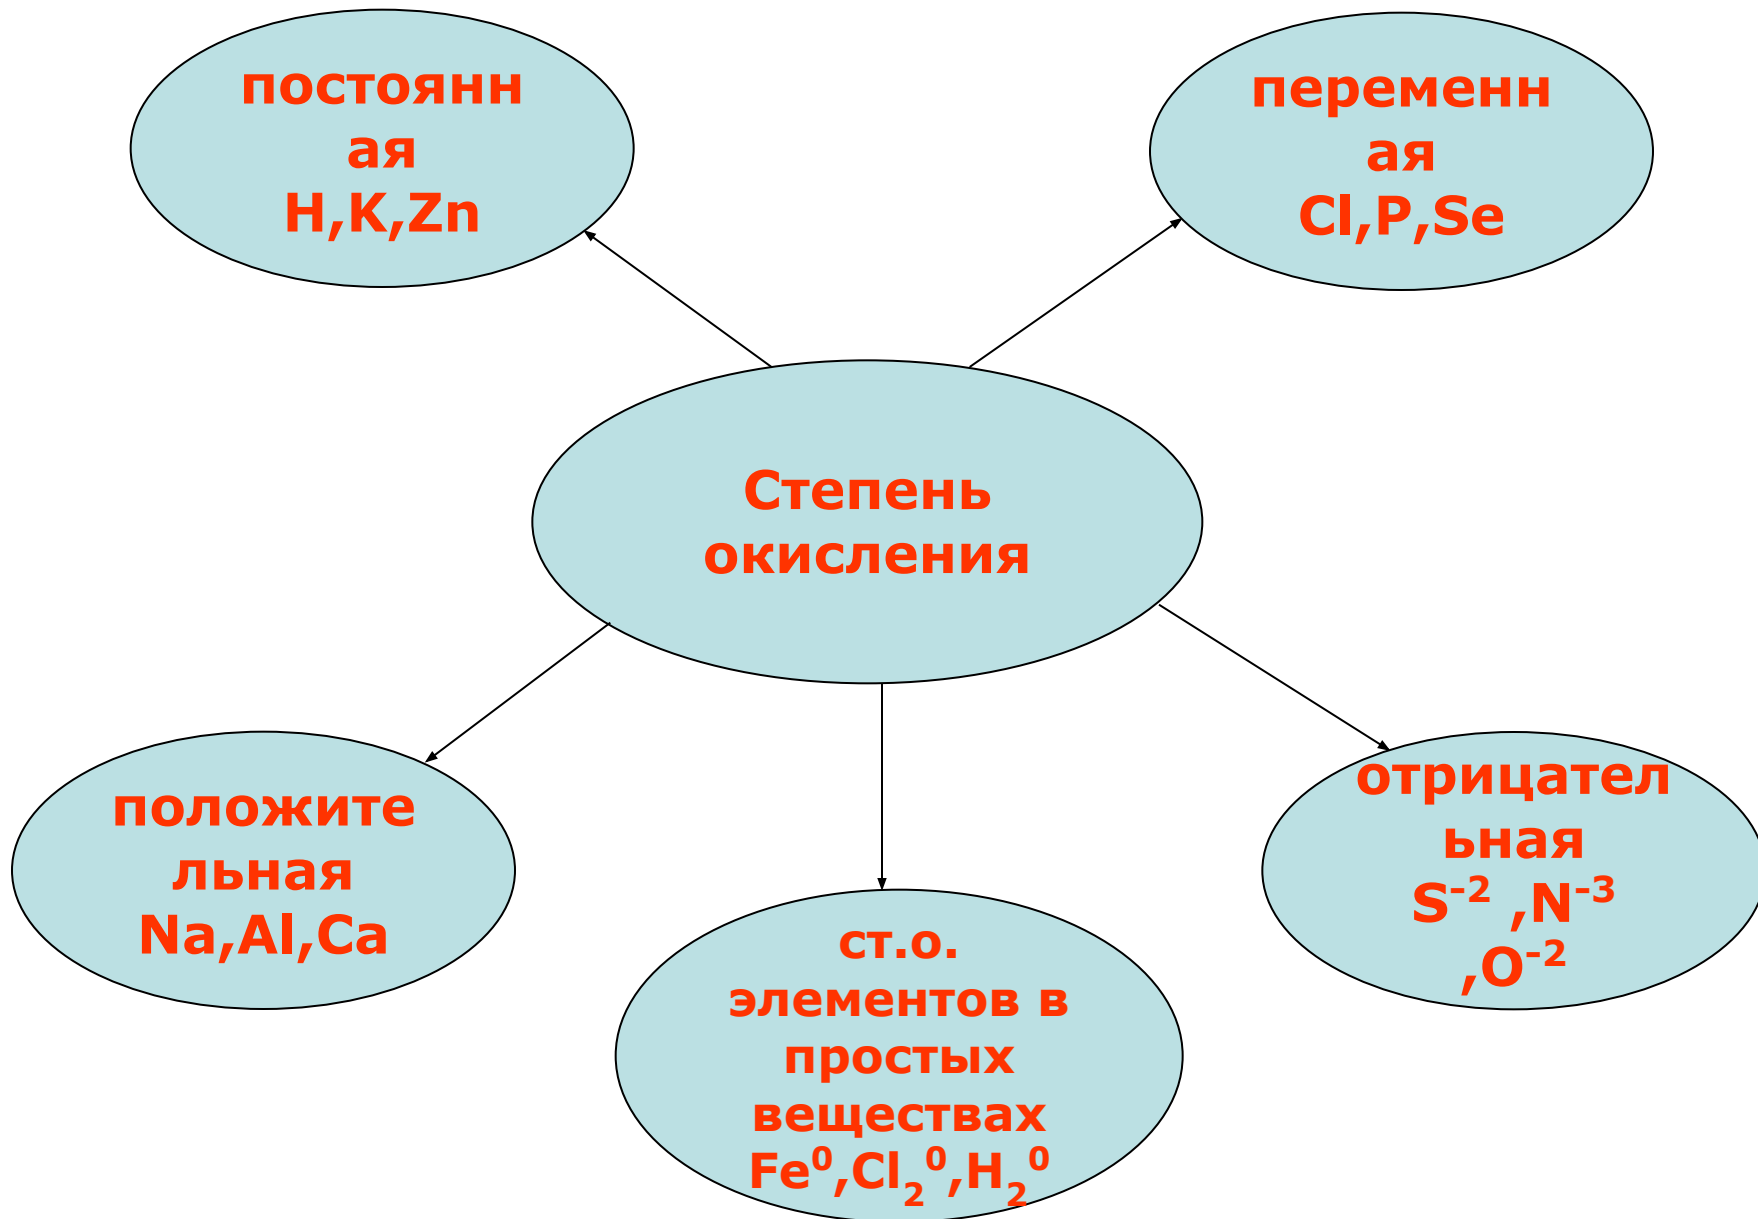 постоянн
ая
H,K,Zn
переменн
ая
Cl,P,Se
Степень
окисления
положите
льная
Na,Al,Ca
ст.о.
элементов в
простых
веществах
Fe⁰,Cl₂⁰,H₂⁰
отрицател
ьная
S⁻² ,N⁻³
,O⁻²